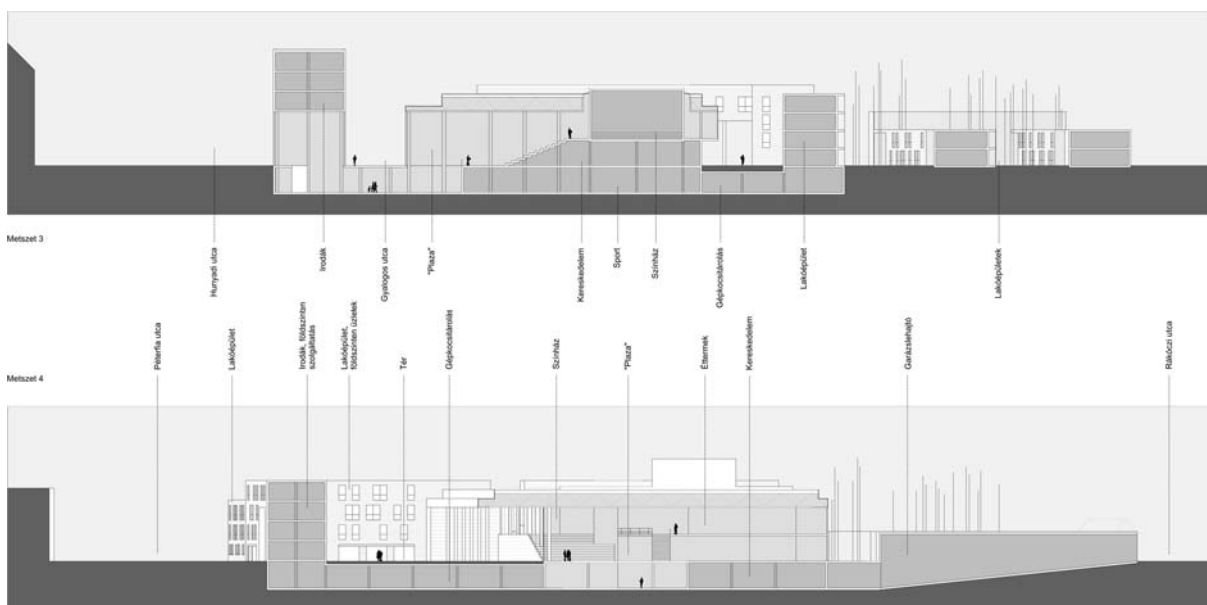 Metszet 3
Hunyadi utca
Irodák
Gyalogos utca
"Plaza"
Kereskedelem
Sport
Színház
Gépkocsitárolás
Lakóépület
Lakóépületek
Metszet 4
Péterfia utca
Lakóépület
Irodák, földszinten
szolgáltatás
Lakóépület,
földszinten üzletek
Tér
Gépkocsitárolás
Színház
"Plaza"
Éttermek
Kereskedelem
Garázslehajtó
Rákóczi utca